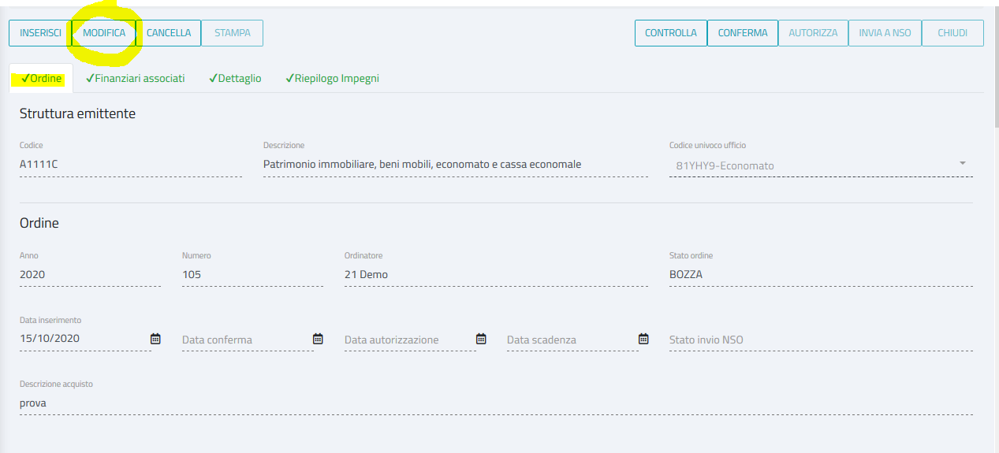 INSERISCI MODIFICA CANCELLA STAMPA CONTROLLA CONFERMA AUTORIZZA INVIA A NSO CHIUDI
✓Ordine ✓Finanziari associati ✓Dettaglio ✓Riepilogo Impegni
Struttura emittente
Codice Descrizione Codice univoco ufficio
A1111C Patrimonio immobiliare, beni mobili, economato e cassa economale 81YHY9-Economato
Ordine
Anno Numero Ordinatore Stato ordine
2020 105 21 Demo BOZZA
Data inserimento
15/10/2020 Data conferma Data autorizzazione Data scadenza Stato invio NSO
Descrizione acquisto
prova